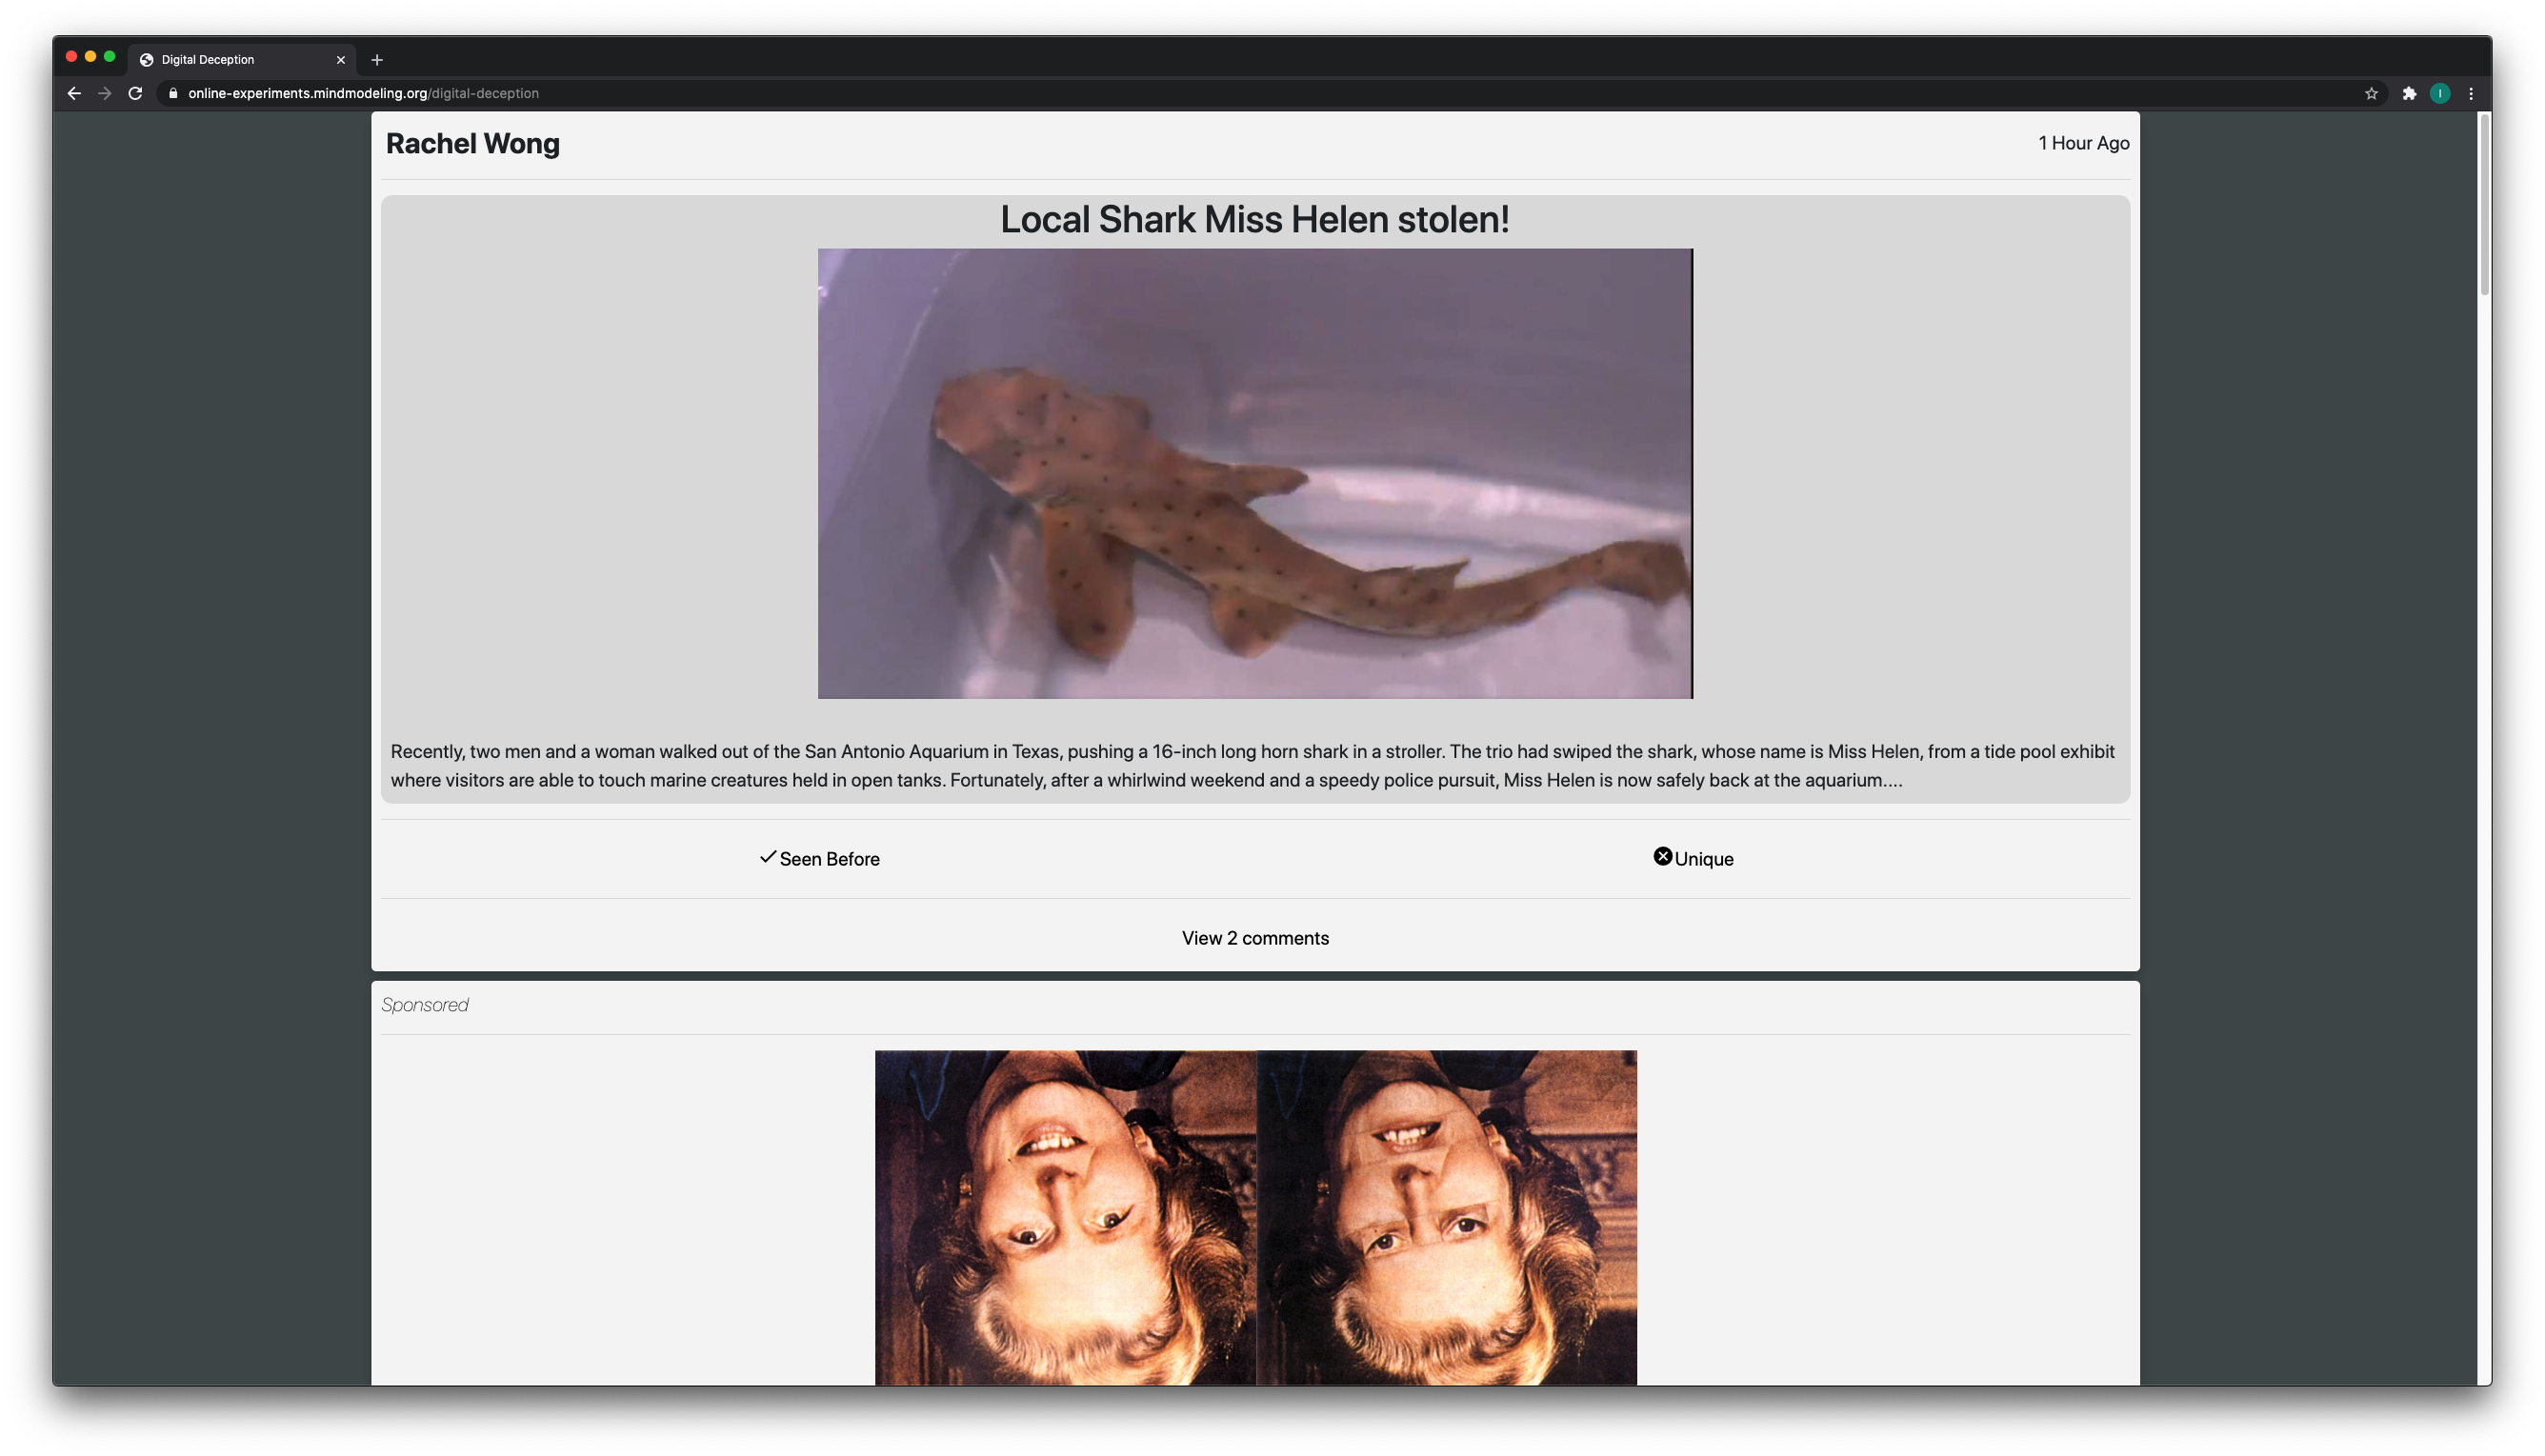 Digital Deception
online-experiments.mindmodeling.org/digital-deception
I
Rachel Wong
1 Hour Ago
Local Shark Miss Helen stolen!
Recently, two men and a woman walked out of the San Antonio Aquarium in Texas, pushing a 16-inch long horn shark in a stroller. The trio had swiped the shark, whose name is Miss Helen, from a tide pool exhibit
where visitors are able to touch marine creatures held in open tanks. Fortunately, after a whirlwind weekend and a speedy police pursuit, Miss Helen is now safely back at the aquarium....
Seen Before
Unique
View 2 comments
Sponsored